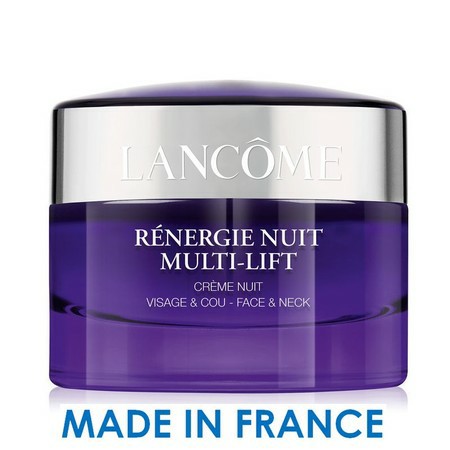 LANCÔME
RÉNERGIE NUIT
MULTI-LIFT
CRÈME NUIT
VISAGE & COU - FACE & NECK
MADE IN FRANCE